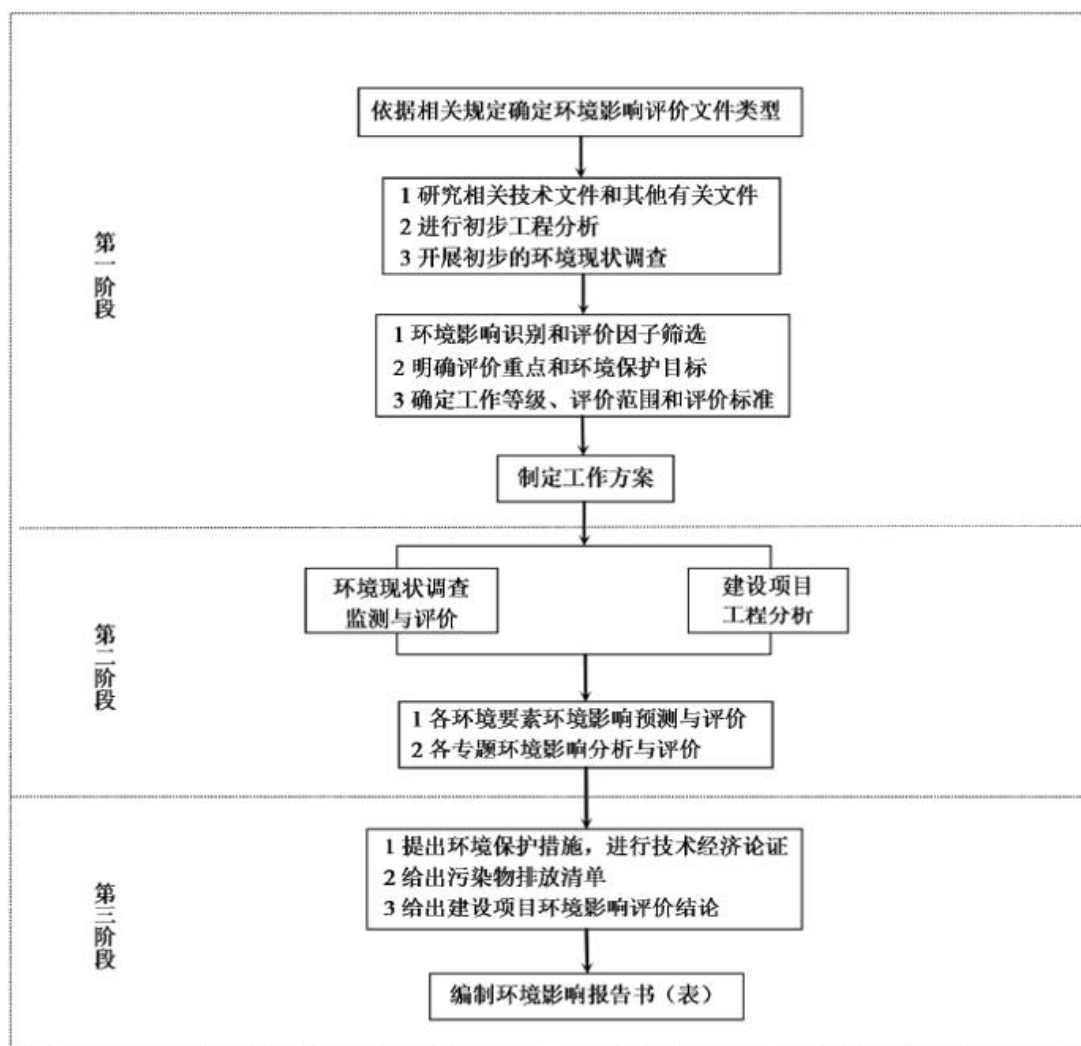 依据相关规定确定环境影响评价文件类型
1 研究相关技术文件和其他有关文件
2 进行初步工程分析
3 开展初步的环境现状调查
第一阶段
1 环境影响识别和评价因子筛选
2 明确评价重点和环境保护目标
3 确定工作等级、评价范围和评价标准
制定工作方案
环境现状调查
监测与评价
建设项目
工程分析
第二阶段
1 各环境要素环境影响预测与评价
2 各专题环境影响分析与评价
1 提出环境保护措施，进行技术经济论证
2 给出污染物排放清单
3 给出建设项目环境影响评价结论
第三阶段
编制环境影响报告书（表）